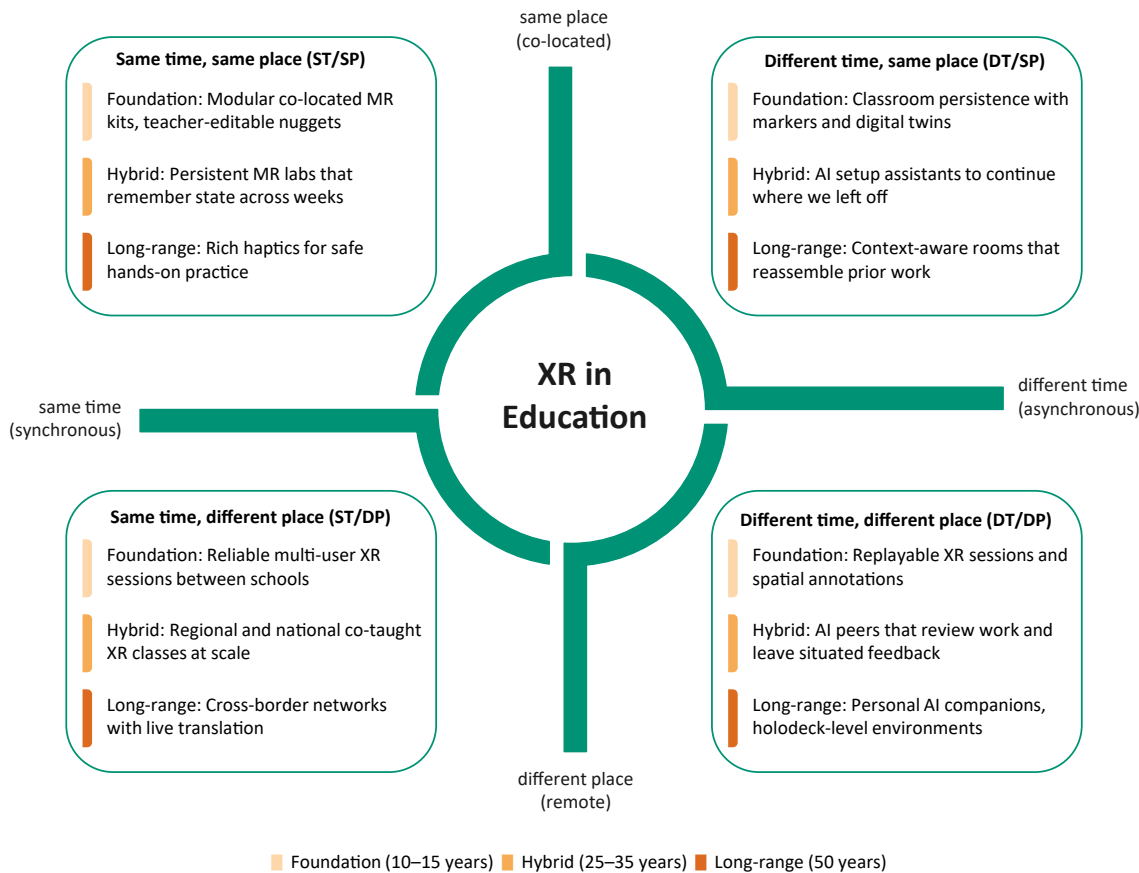 same place
(co-located)
Same time, same place (ST/SP)
Foundation: Modular co-located MR
kits, teacher-editable nuggets
Hybrid: Persistent MR labs that
remember state across weeks
Long-range: Rich haptics for safe
hands-on practice
Different time, same place (DT/SP)
Foundation: Classroom persistence with
markers and digital twins
Hybrid: AI setup assistants to continue
where we left off
Long-range: Context-aware rooms that
reassemble prior work
XR in
Education
same time
(synchronous)
different time
(asynchronous)
Same time, different place (ST/DP)
Foundation: Reliable multi-user XR
sessions between schools
Hybrid: Regional and national co-taught
XR classes at scale
Long-range: Cross-border networks
with live translation
Different time, different place (DT/DP)
Foundation: Replayable XR sessions and
spatial annotations
Hybrid: AI peers that review work and
leave situated feedback
Long-range: Personal AI companions,
holodeck-level environments
different place
(remote)
Foundation (10–15 years) Hybrid (25–35 years) Long-range (50 years)